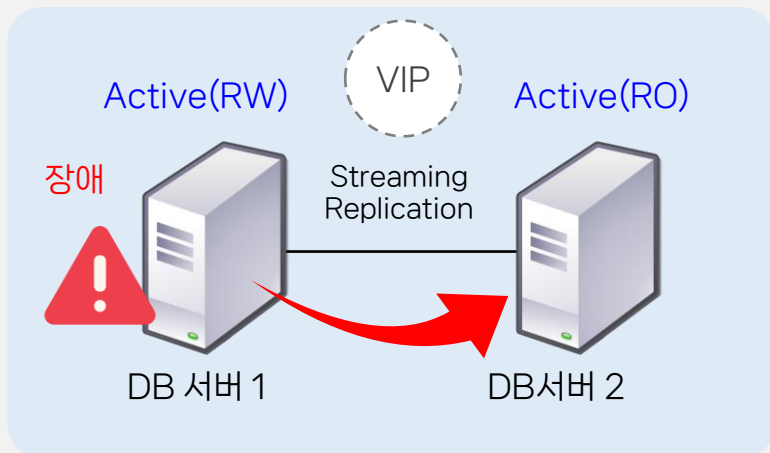 VIP
Active(RW)
Active(RO)
장애
Streaming
Replication
DB 서버 1
DB서버 2